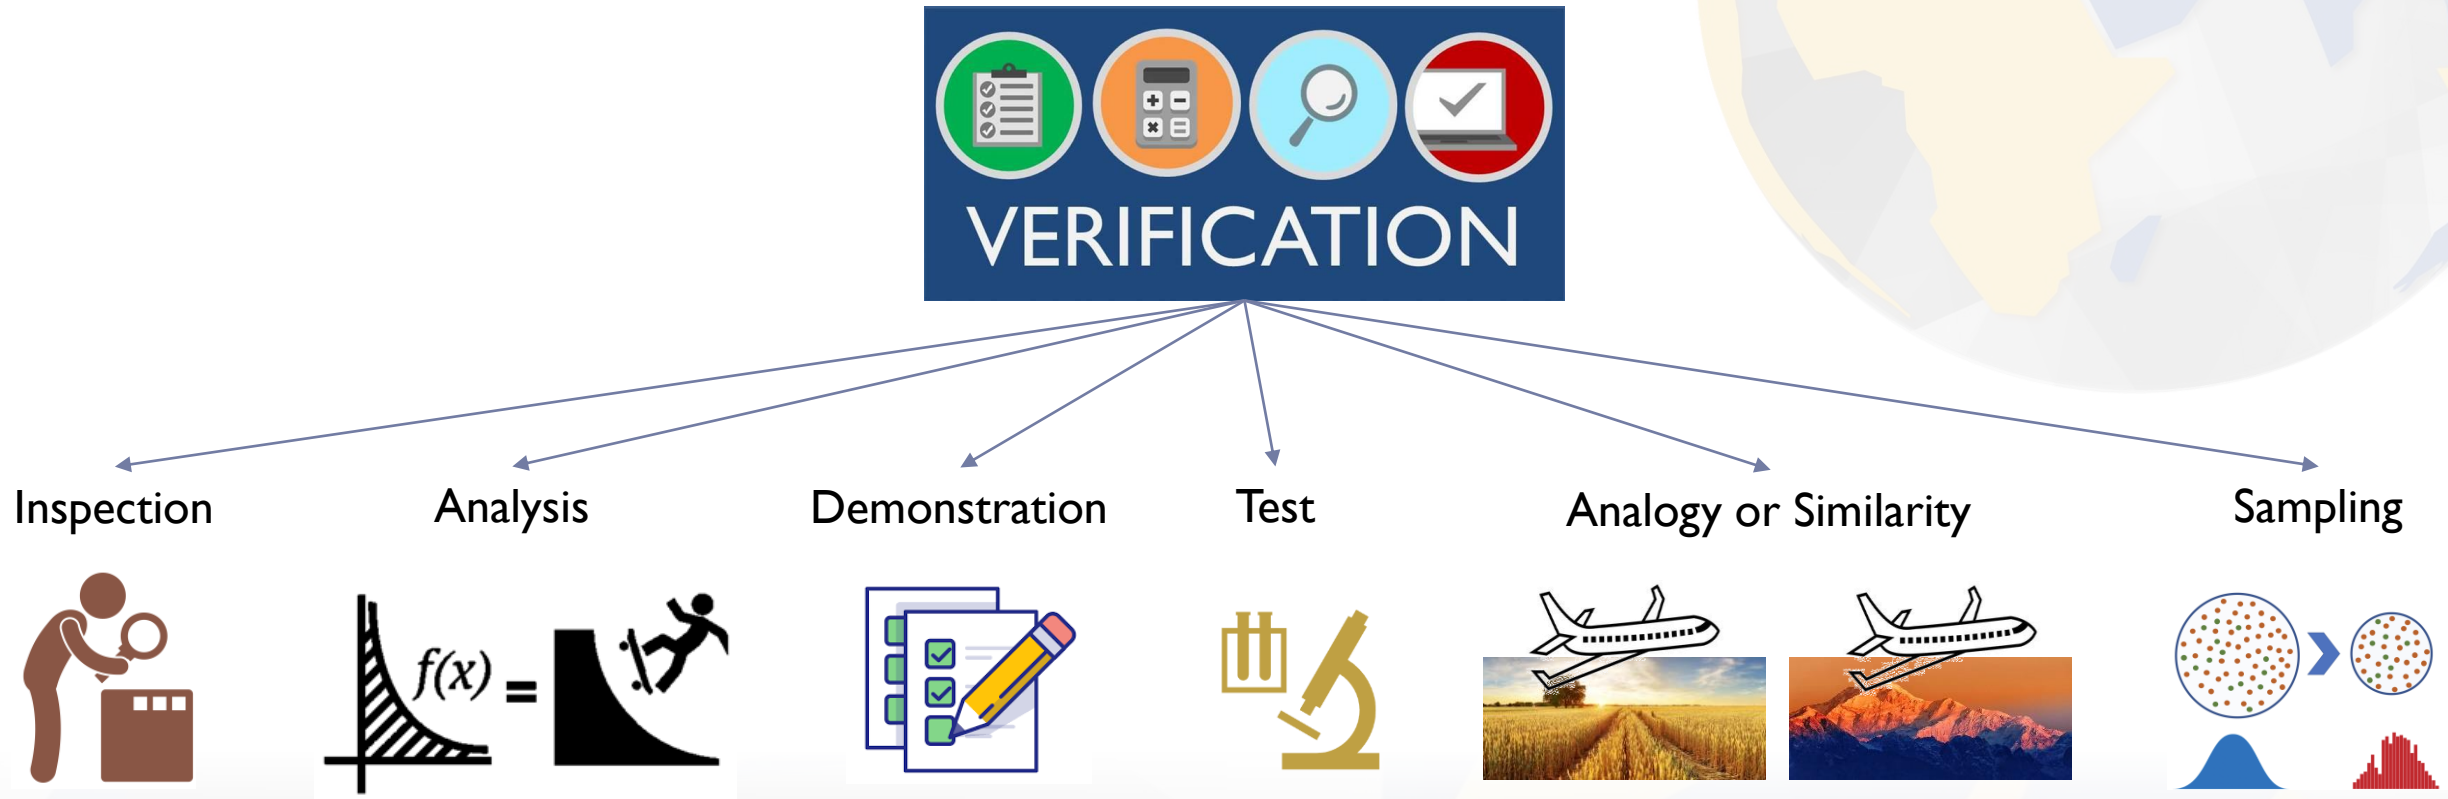 VERIFICATION
Inspection
Analysis
Demonstration
Test
Analogy or Similarity
Sampling
f(x)
=